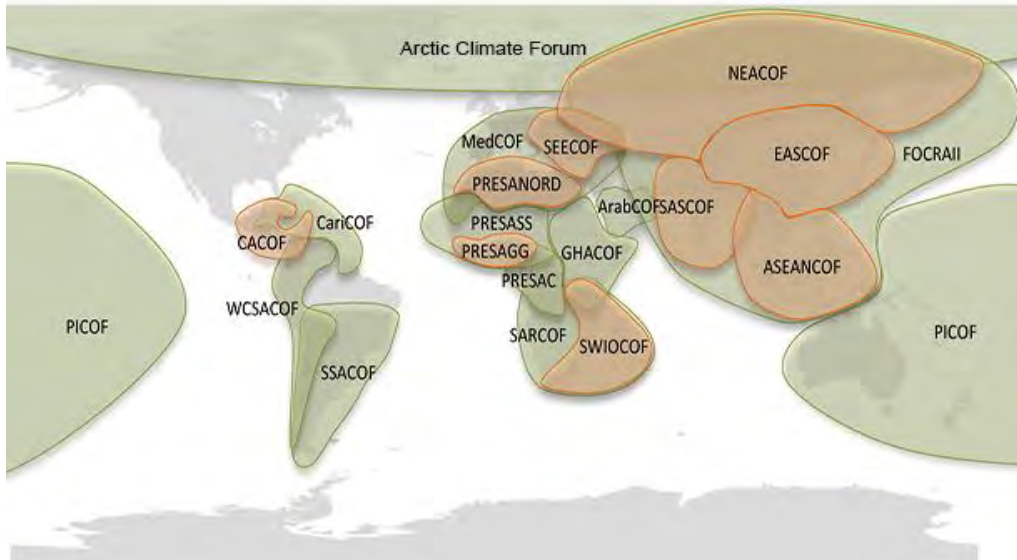 Arctic Climate Forum
NEACOF
MedCOF
SEECOF
EASCOF
FOCRAII
PRESANORD
ArabCOF
SASCOF
CariCOF
PRESASS
CACOF
PRESAGG
GHACOF
ASEANCOF
PRESAC
WCSACOF
PICOF
SARCOF
SWIOCOF
PICOF
SSACOF